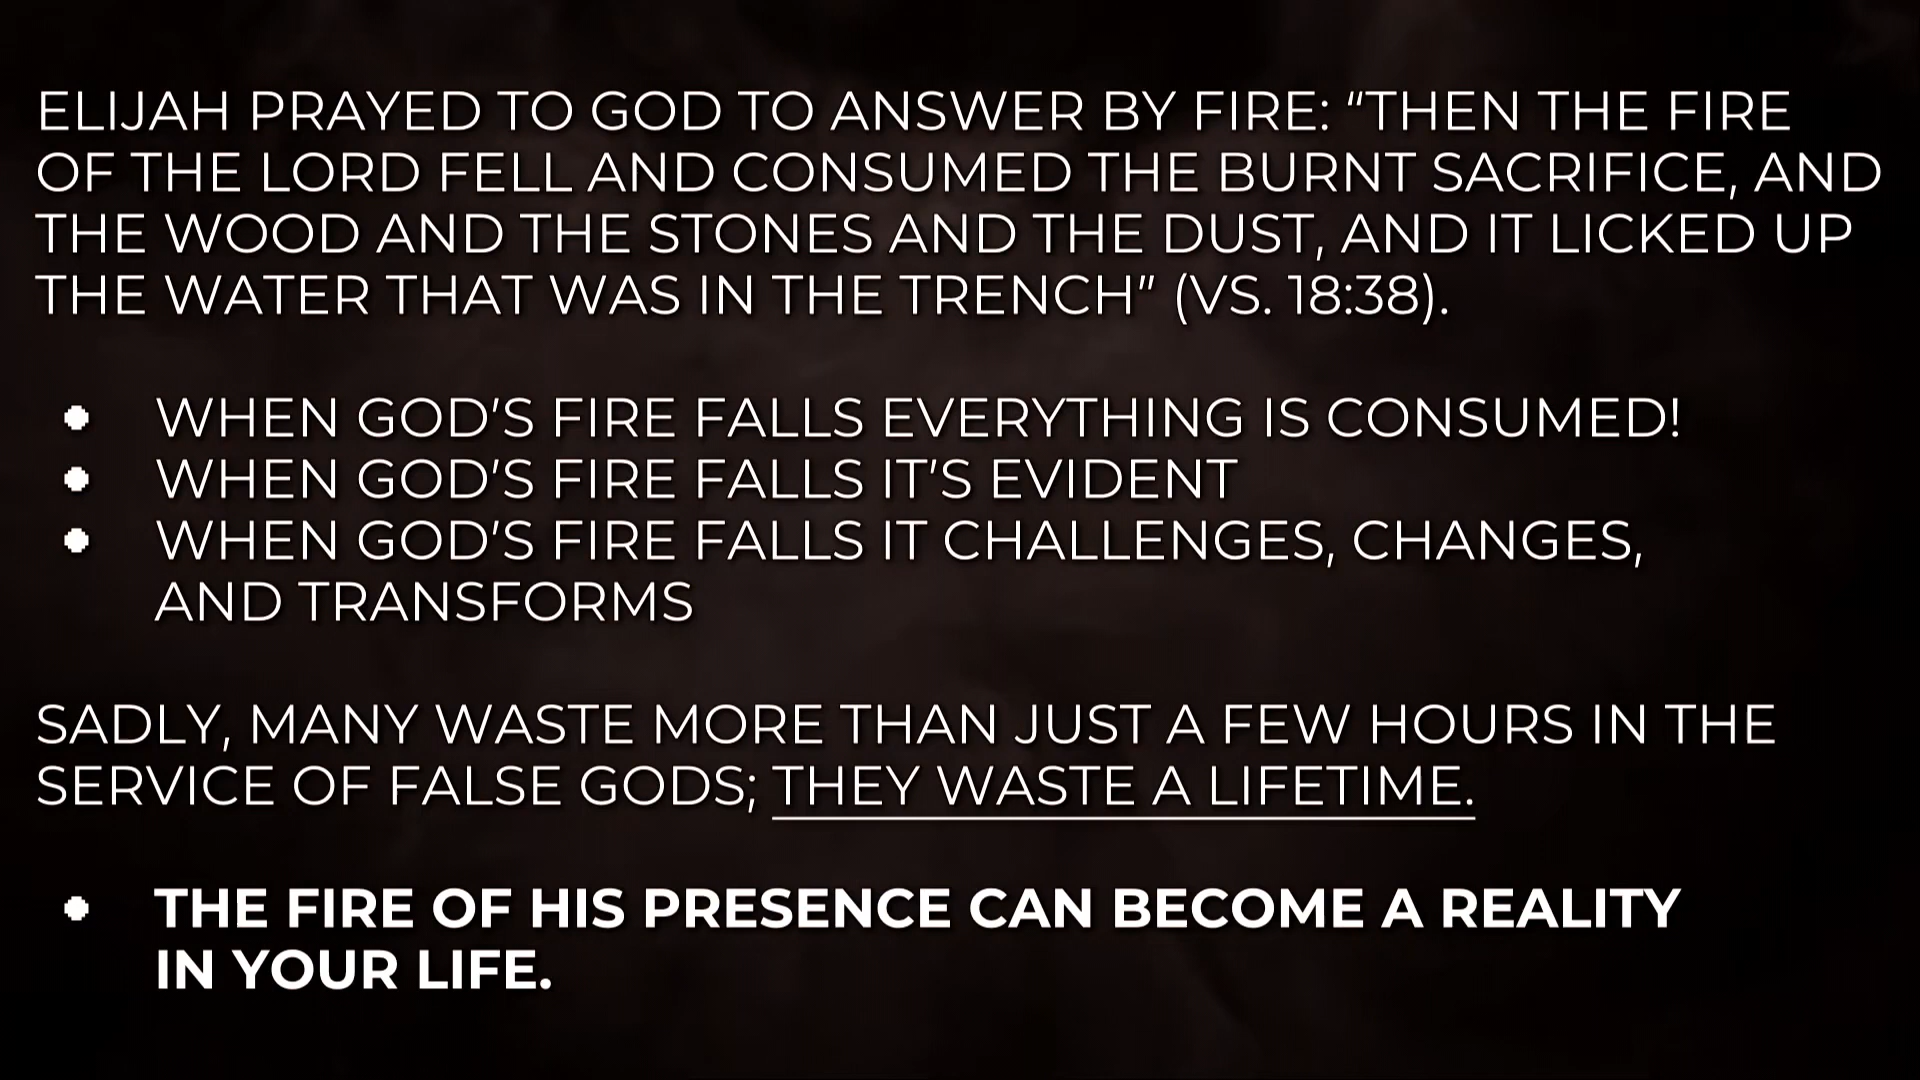 ELIJAH PRAYED TO GOD TO ANSWER BY FIRE: “THEN THE FIRE
OF THE LORD FELL AND CONSUMED THE BURNT SACRIFICE, AND
THE WOOD AND THE STONES AND THE DUST, AND IT LICKED UP
THE WATER THAT WAS IN THE TRENCH” (VS. 18:38).
● WHEN GOD’S FIRE FALLS EVERYTHING IS CONSUMED!
● WHEN GOD’S FIRE FALLS IT’S EVIDENT
● WHEN GOD’S FIRE FALLS IT CHALLENGES, CHANGES,
AND TRANSFORMS
SADLY, MANY WASTE MORE THAN JUST A FEW HOURS IN THE
SERVICE OF FALSE GODS; THEY WASTE A LIFETIME.
● THE FIRE OF HIS PRESENCE CAN BECOME A REALITY
IN YOUR LIFE.